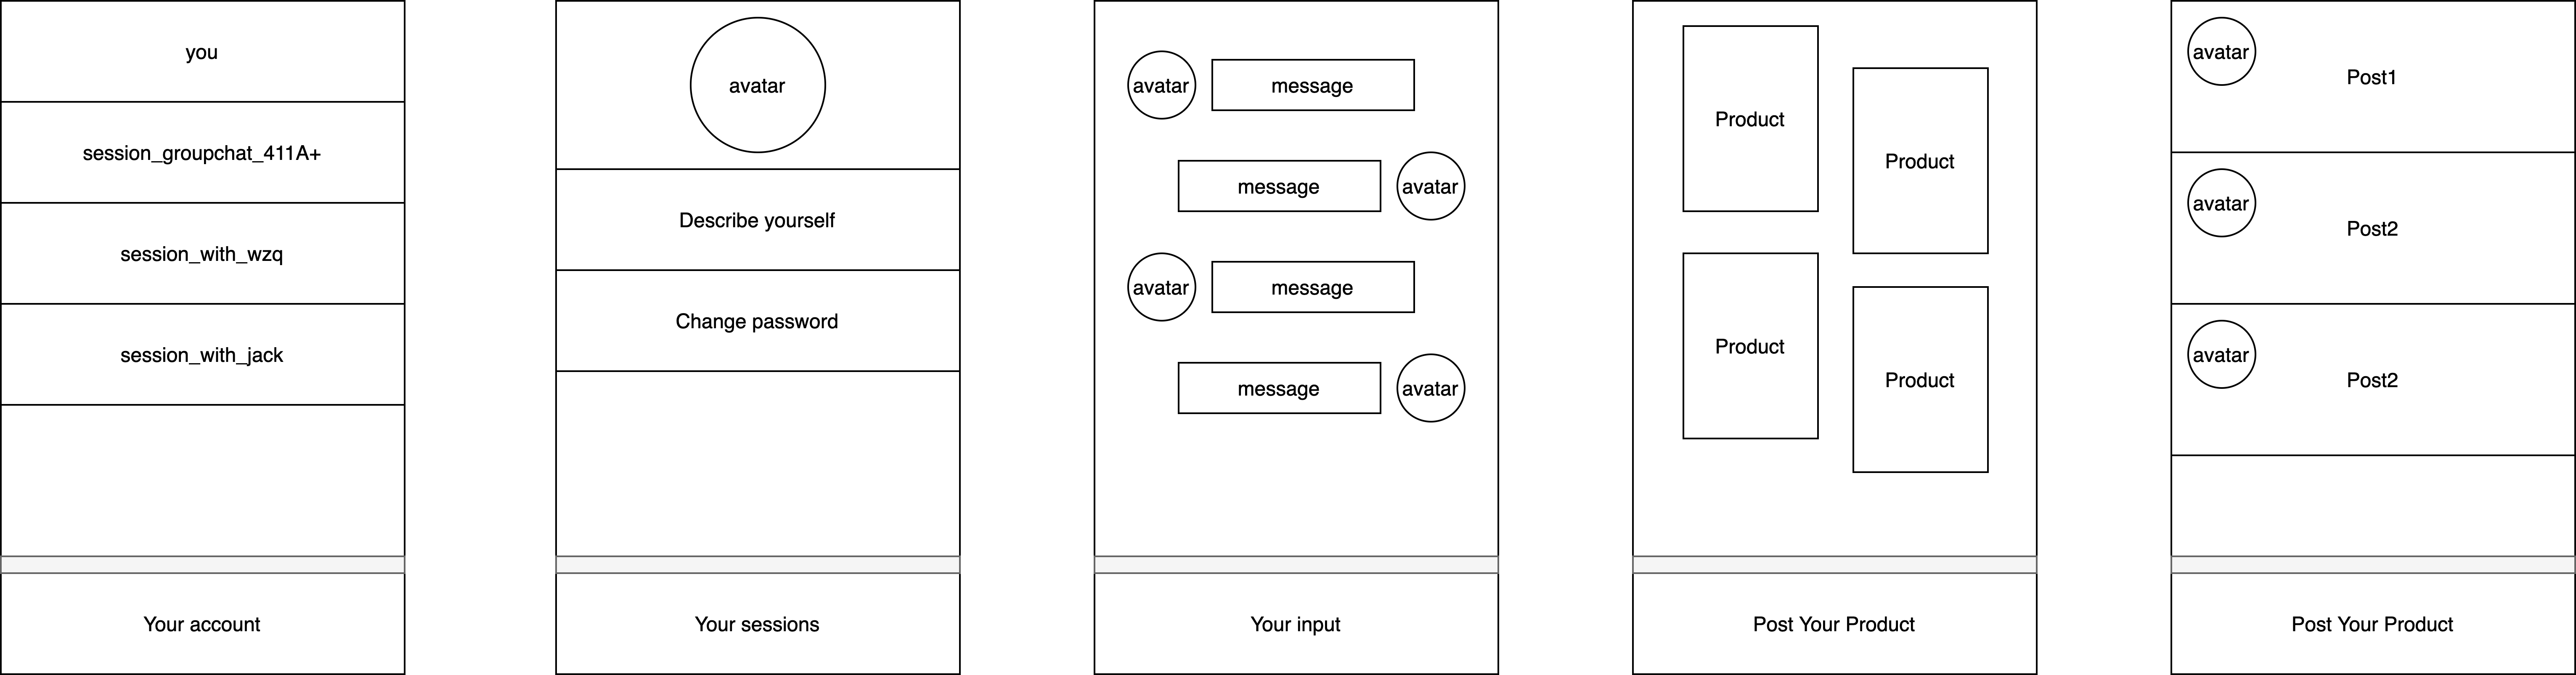 you
session_groupchat_411A+
session_with_wzq
session_with_jack
Your account
avatar
Describe yourself
Change password
Your sessions
avatar
message
message
avatar
avatar
message
message
avatar
Your input
Product
Product
Product
Product
Post Your Product
avatar
Post1
avatar
Post2
avatar
Post2
Post Your Product